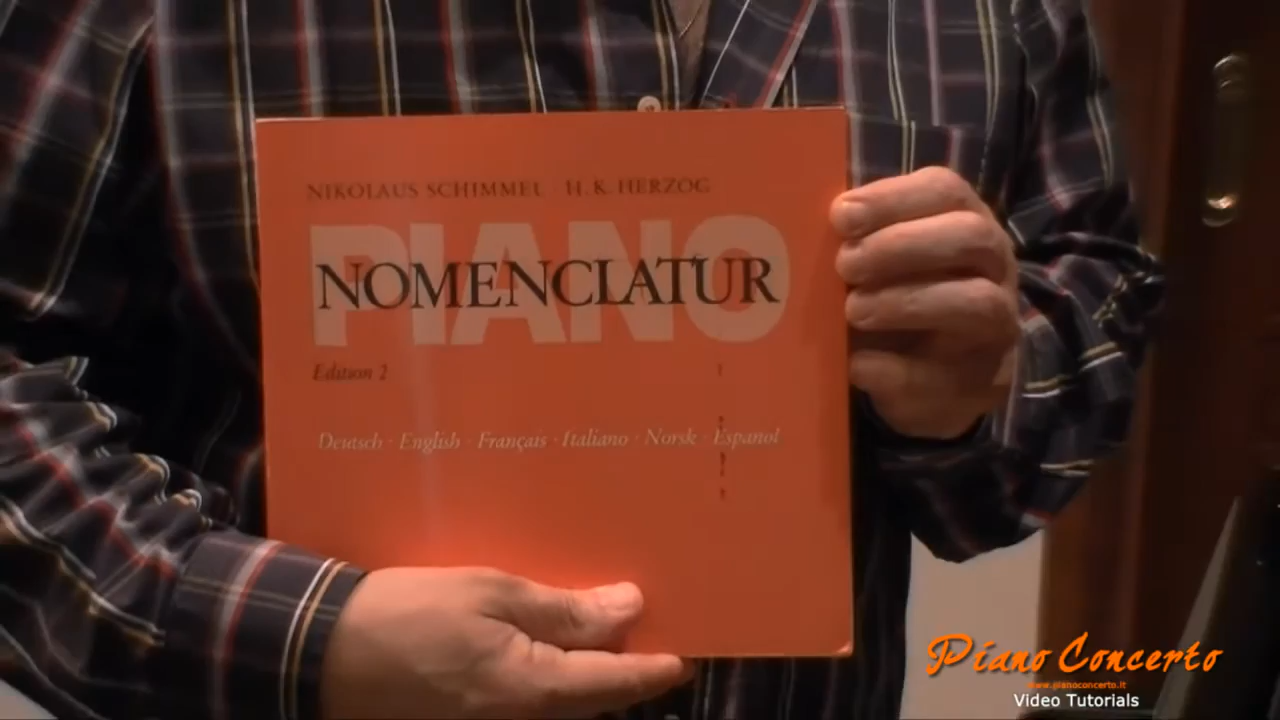 NIKOLAUS SCHIMMEL · H. K. HERZOG
PIANO
NOMENCLATUR
Edition 2
Deutsch · English · Français · Italiano · Norsk · Espanol
Piano Concerto
www.pianoconcerto.it
Video Tutorials